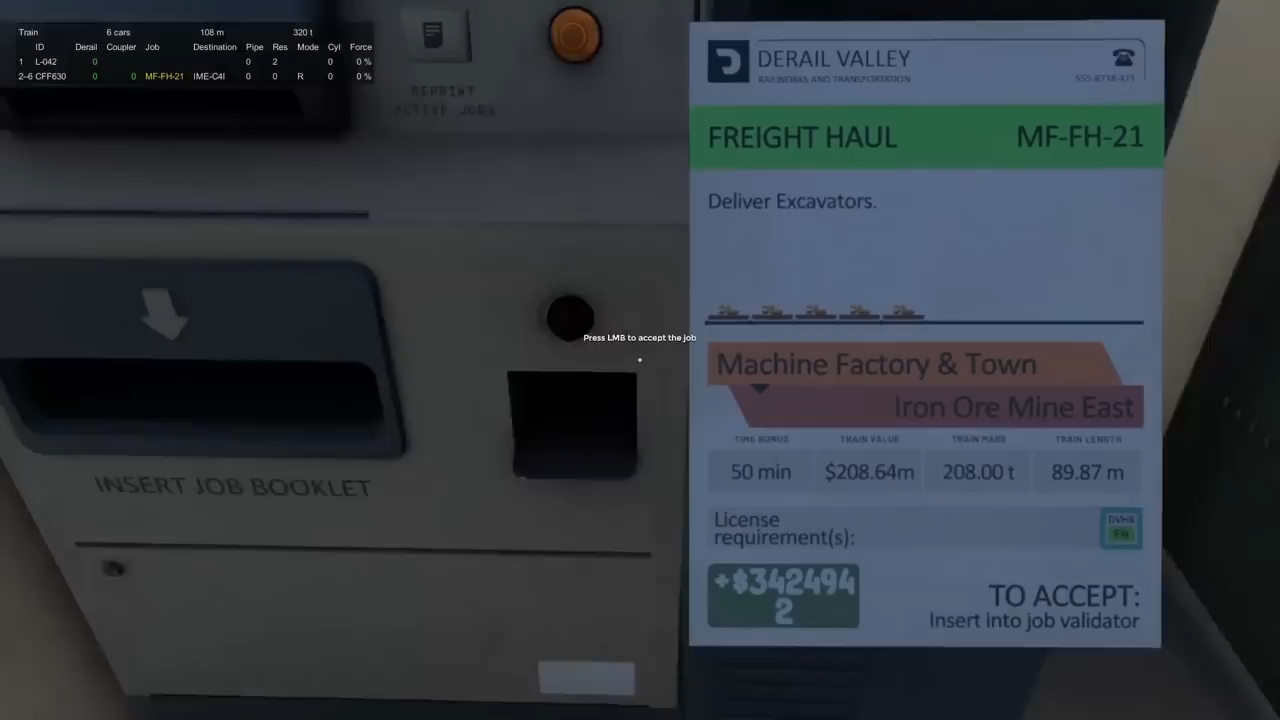 Train 6 cars 108 m 320 t
ID Derail Coupler Job Destination Pipe Res Mode Cyl Force
1 L-042 0 0 2 0 0 0 %
2-6 CFF630 0 0 MF-FH-21 IME-C4I 0 0 R 0 0 %
REPRINT
ACTIVE JOBS
DERAIL VALLEY
RAILWORKS AND TRANSPORTATION
FREIGHT HAUL MF-FH-21
Deliver Excavators.
Press LMB to accept the job
Machine Factory & Town
Iron Ore Mine East
TIME BONUS TRAIN VALUE TRAIN MASS TRAIN LENGTH
50 min $208.64m 208.00 t 89.87 m
INSERT JOB BOOKLET
License
requirement(s):
FH
+$342494
2
TO ACCEPT:
Insert into job validator